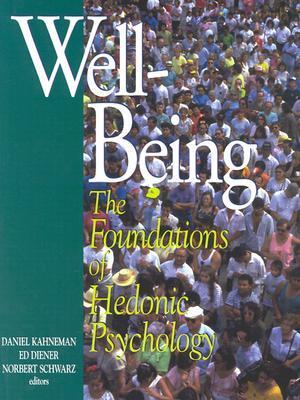 Well-
Being
The
Foundations
of
Hedonic
Psychology
DANIEL KAHNEMAN
ED DIENER
NORBERT SCHWARZ
editors